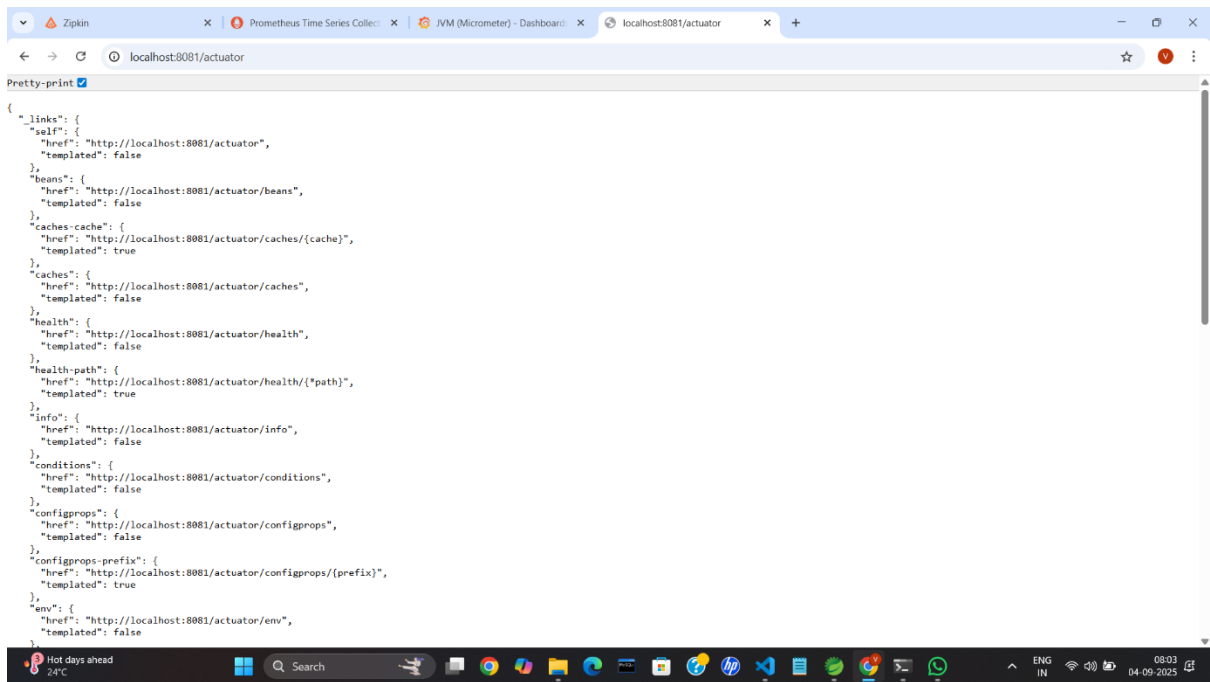 Zipkin
Prometheus Time Series Collect
JVM (Micrometer) - Dashboards
localhost:8081/actuator
localhost:8081/actuator
V
Pretty-print
{
"_links": {
"self": {
"href": "http://localhost:8081/actuator",
"templated": false
},
"beans": {
"href": "http://localhost:8081/actuator/beans",
"templated": false
},
"caches-cache": {
"href": "http://localhost:8081/actuator/caches/{cache}",
"templated": true
},
"caches": {
"href": "http://localhost:8081/actuator/caches",
"templated": false
},
"health": {
"href": "http://localhost:8081/actuator/health",
"templated": false
},
"health-path": {
"href": "http://localhost:8081/actuator/health/{*path}",
"templated": true
},
"info": {
"href": "http://localhost:8081/actuator/info",
"templated": false
},
"conditions": {
"href": "http://localhost:8081/actuator/conditions",
"templated": false
},
"configprops": {
"href": "http://localhost:8081/actuator/configprops",
"templated": false
},
"configprops-prefix": {
"href": "http://localhost:8081/actuator/configprops/{prefix}",
"templated": true
},
"env": {
"href": "http://localhost:8081/actuator/env",
"templated": false
},
3
Hot days ahead
24°C
Search
hp
ENG
IN
08:03
04-09-2025